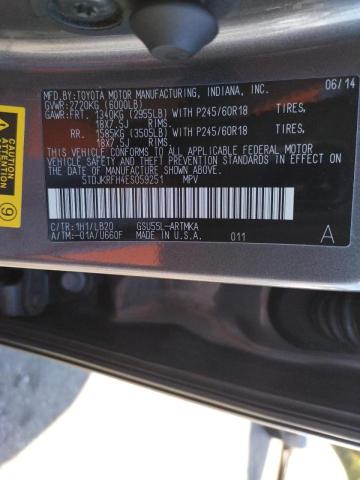 MFD.BY:TOYOTA MOTOR MANUFACTURING, INDIANA, INC. 06/14
GVWR:2720KG (6000LB)
GAWR:FRT. 1340KG (2955LB) WITH P245/60R18 TIRES,
18X7.5J RIMS
RR. 1585KG (3505LB) WITH P245/60R18 TIRES,
18X7.5J RIMS
THIS VEHICLE CONFORMS TO ALL APPLICABLE FEDERAL
MOTOR VEHICLE SAFETY AND BUMPER STANDARDS IN EFFECT
ON THE DATE OF MANUFACTURE SHOWN ABOVE.
5TDJKRFH4ES059251 MPV
C/TR:1H1/LB20 GSU55L-ARTMKA
A/TM:-01A/U660F MADE IN U.S.A. 011 A
CAUTION
9